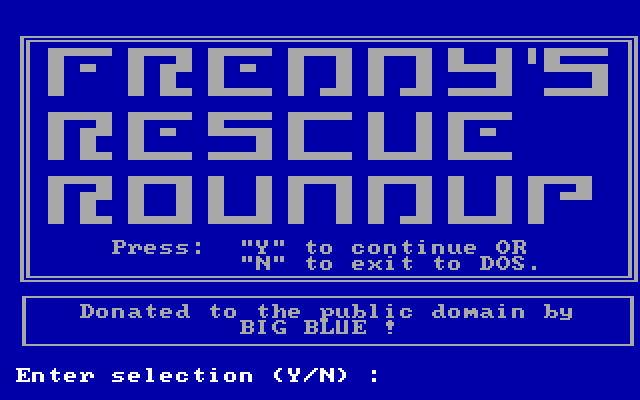 FREDDY'S
RESCUE
ROUNDUP
Press: "Y" to continue OR
"N" to exit to DOS.
Donated to the public domain by
BIG BLUE !
Enter selection (Y/N) :